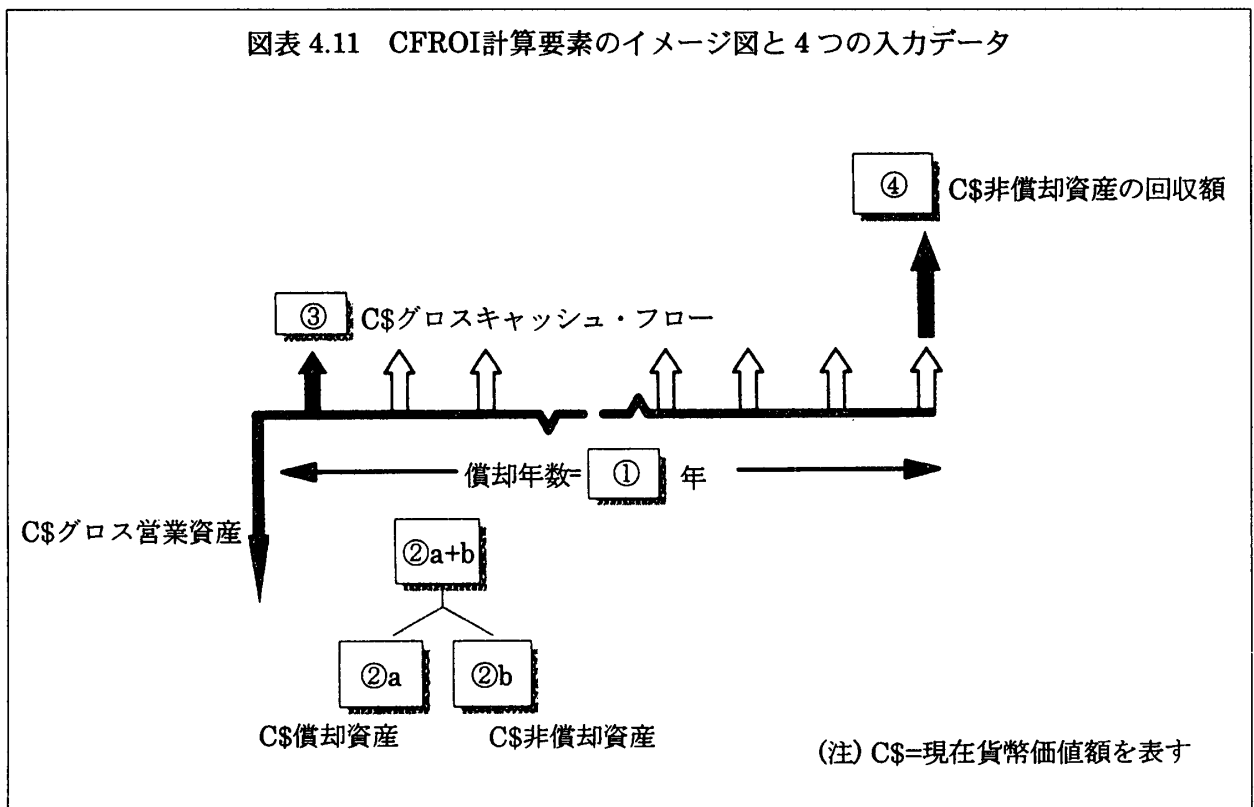 図表 4.11 CFROI計算要素のイメージ図と 4 つの入力データ
④ C$非償却資産の回収額
③ C$グロスキャッシュ・フロー
償却年数= ① 年
C$グロス営業資産
②a+b
②a ②b
C$償却資産 C$非償却資産
(注) C$=現在貨幣価値額を表す